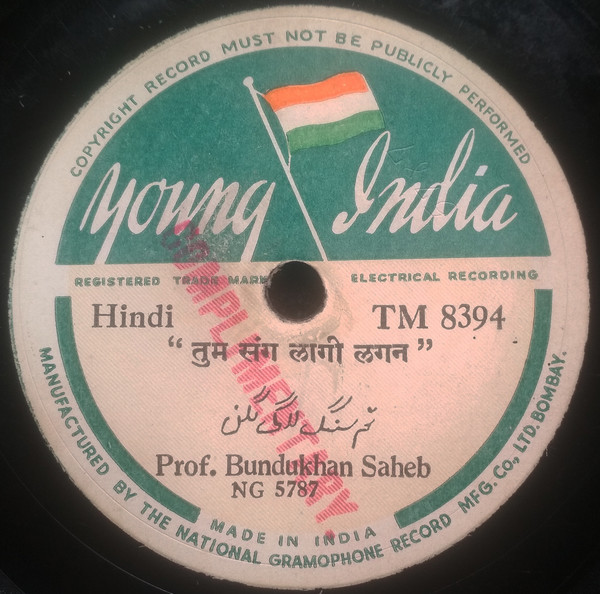 COPYRIGHT RECORD MUST NOT BE PUBLICLY PERFORMED
Young India
REGISTERED TRADE MARK ELECTRICAL RECORDING
Hindi TM 8394
“ तुम संग लागी लगन ”
تم سنگ لاگی لگن
Prof. Bundukhan Saheb
NG 5787
COMPLIMENTARY.
MADE IN INDIA
MANUFACTURED BY THE NATIONAL GRAMOPHONE RECORD MFG. Co., LTD. BOMBAY.